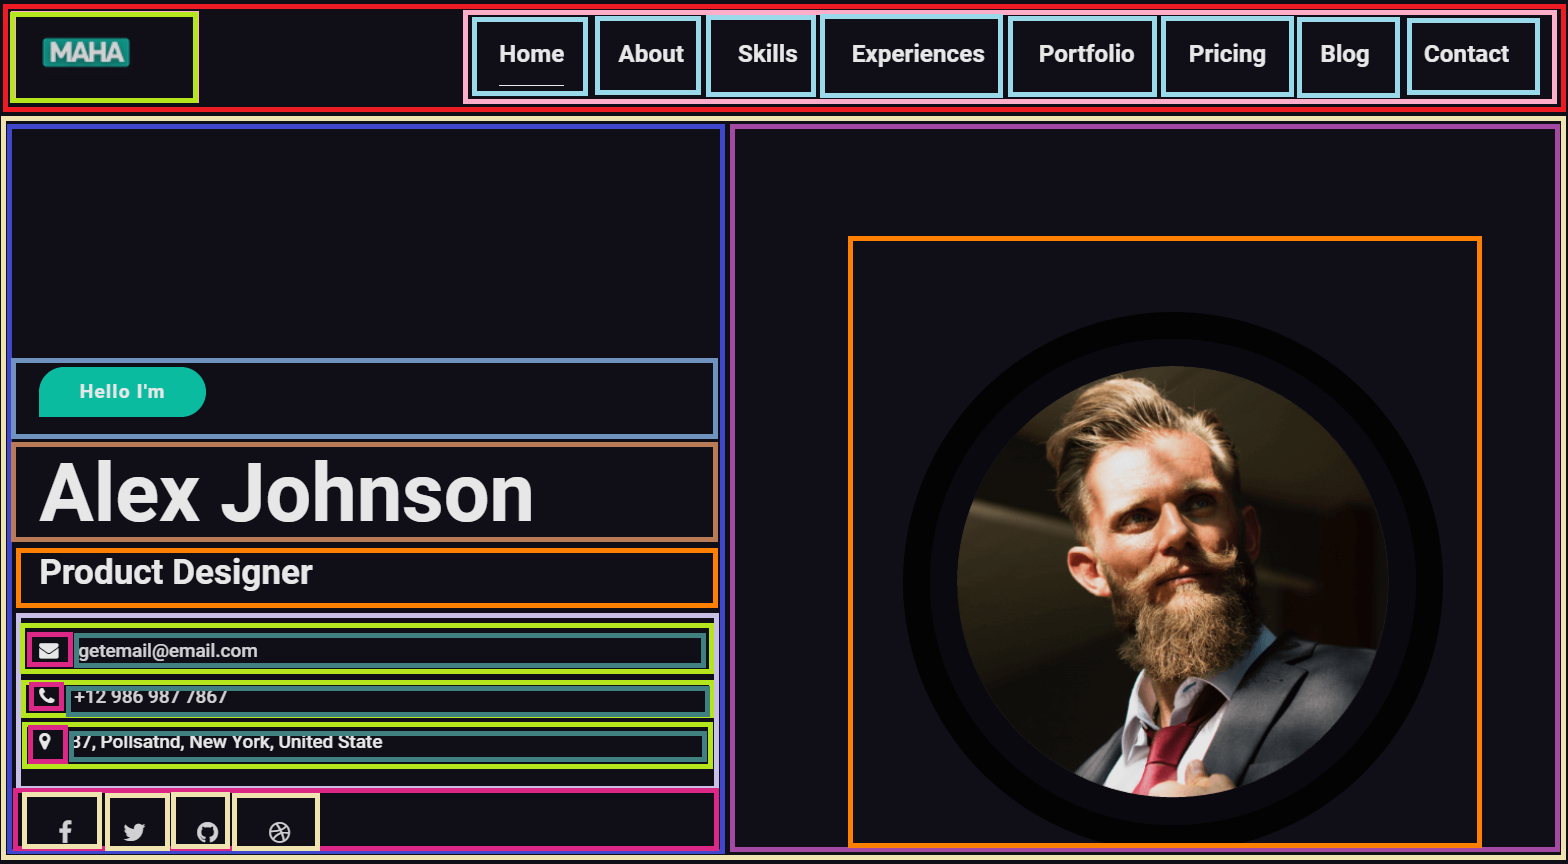 MAHA
Home About Skills Experiences Portfolio Pricing Blog Contact
Hello I'm
Alex Johnson
Product Designer
getemail@email.com
+12 986 987 7867
37, Pollsatnd, New York, United State